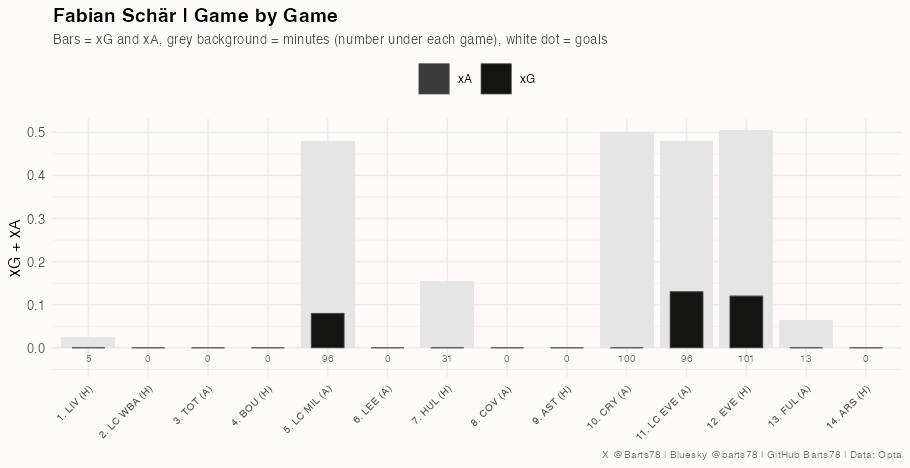 Fabian Schär | Game by Game
Bars = xG and xA, grey background = minutes (number under each game), white dot = goals
xA xG
xG + xA
0.5
0.4
0.3
0.2
0.1
0.0
5 0 0 0 96 0 31 0 0 100 96 101 13 0
1. LIV (H)
2. LC WBA (H)
3. TOT (A)
4. BOU (H)
5. LC MIL (A)
6. LEE (A)
7. HUL (H)
8. COV (A)
9. AST (H)
10. CRY (A)
11. LC EVE (A)
12. EVE (H)
13. FUL (A)
14. ARS (H)
X @Barts78 | Bluesky @barts78 | GitHub Barts78 | Data: Opta